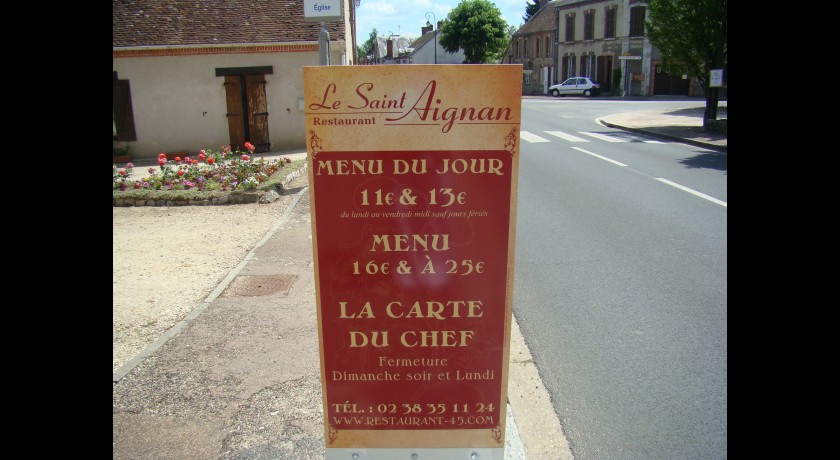 Église
Le Saint Aignan
Restaurant
MENU DU JOUR
11€ & 13€
du lundi au vendredi midi sauf jours fériés
MENU
16€ & À 25€
LA CARTE
DU CHEF
Fermeture
Dimanche soir et Lundi
TÉL. : 02 38 35 11 24
WWW.RESTAURANT-45.COM